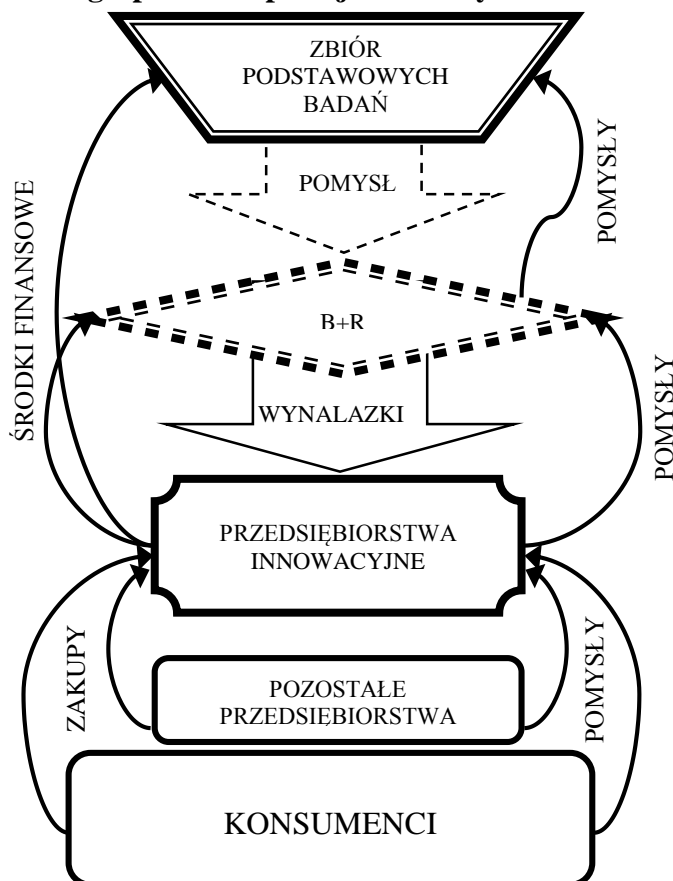 ZBIÓR
PODSTAWOWYCH
BADAŃ
POMYSŁ
POMYSŁY
ŚRODKI FINANSOWE
B+R
WYNALAZKI
POMYSŁY
PRZEDSIĘBIORSTWA
INNOWACYJNE
ZAKUPY
POZOSTAŁE
PRZEDSIĘBIORSTWA
POMYSŁY
KONSUMENCI